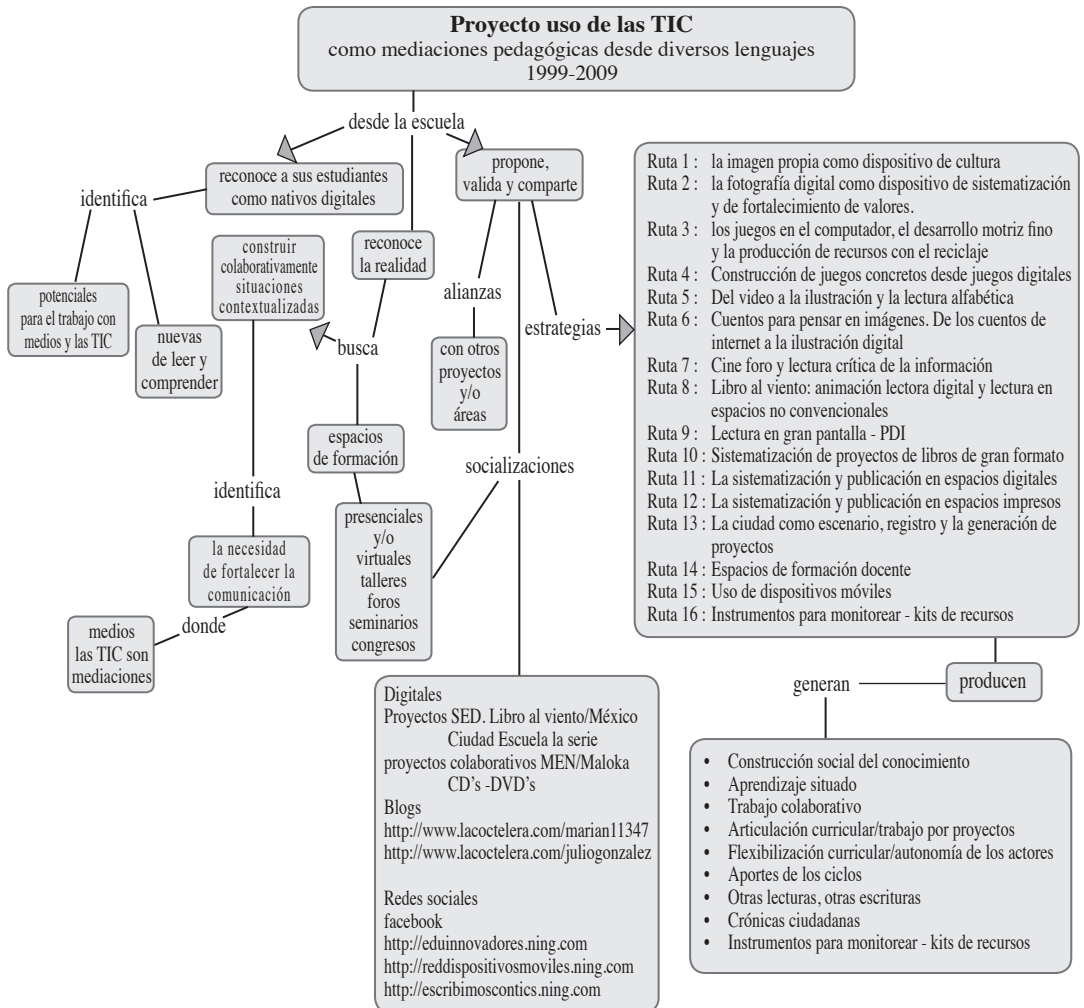 Proyecto uso de las TIC
como mediaciones pedagógicas desde diversos lenguajes
1999-2009
desde la escuela
reconoce a sus estudiantes
como nativos digitales
identifica
potenciales
para el trabajo con
medios y las TIC
nuevas
de leer y
comprender
construir
colaborativamente
situaciones
contextualizadas
reconoce
la realidad
busca
espacios
de formación
presenciales
y/o
virtuales
talleres
foros
seminarios
congresos
identifica
la necesidad
de fortalecer la
comunicación
donde
medios
las TIC son
mediaciones
propone,
valida y comparte
alianzas
con otros
proyectos
y/o
áreas
estrategias
socializaciones
Digitales
Proyectos SED. Libro al viento/México
Ciudad Escuela la serie
proyectos colaborativos MEN/Maloka
CD's -DVD's
Blogs
http://www.lacoctelera.com/marian11347
http://www.lacoctelera.com/juliogonzalez
Redes sociales
facebook
http://eduinnovadores.ning.com
http://reddispositivosmoviles.ning.com
http://escribimoscontics.ning.com
Ruta 1 : la imagen propia como dispositivo de cultura
Ruta 2 : la fotografía digital como dispositivo de sistematización
y de fortalecimiento de valores.
Ruta 3 : los juegos en el computador, el desarrollo motriz fino
y la producción de recursos con el reciclaje
Ruta 4 : Construcción de juegos concretos desde juegos digitales
Ruta 5 : Del video a la ilustración y la lectura alfabética
Ruta 6 : Cuentos para pensar en imágenes. De los cuentos de
internet a la ilustración digital
Ruta 7 : Cine foro y lectura crítica de la información
Ruta 8 : Libro al viento: animación lectora digital y lectura en
espacios no convencionales
Ruta 9 : Lectura en gran pantalla - PDI
Ruta 10 : Sistematización de proyectos de libros de gran formato
Ruta 11 : La sistematización y publicación en espacios digitales
Ruta 12 : La sistematización y publicación en espacios impresos
Ruta 13 : La ciudad como escenario, registro y la generación de
proyectos
Ruta 14 : Espacios de formación docente
Ruta 15 : Uso de dispositivos móviles
Ruta 16 : Instrumentos para monitorear - kits de recursos
producen
generan
• Construcción social del conocimiento
• Aprendizaje situado
• Trabajo colaborativo
• Articulación curricular/trabajo por proyectos
• Flexibilización curricular/autonomía de los actores
• Aportes de los ciclos
• Otras lecturas, otras escrituras
• Crónicas ciudadanas
• Instrumentos para monitorear - kits de recursos